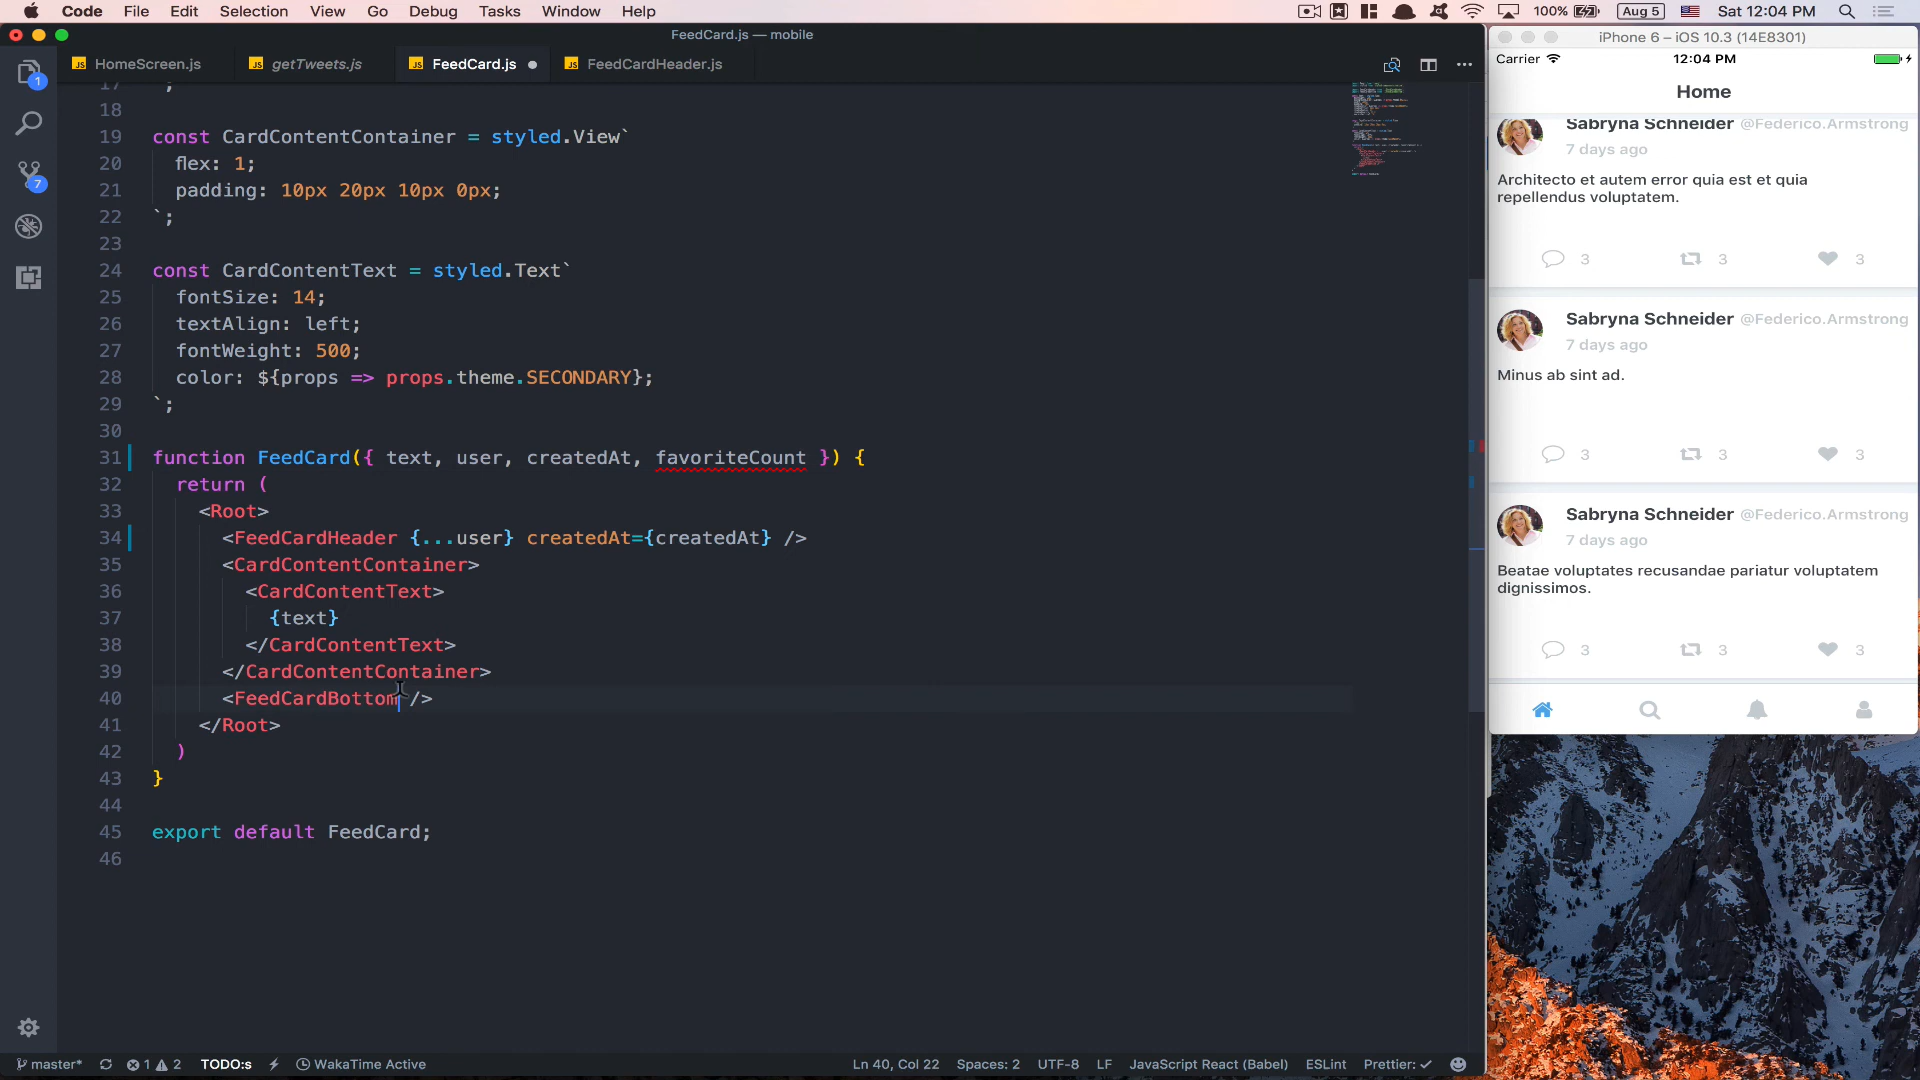 Code File Edit Selection View Go Debug Tasks Window Help 100% Aug 5 Sat 12:04 PM
FeedCard.js — mobile
HomeScreen.js getTweets.js FeedCard.js FeedCardHeader.js
17 `;
18
19 const CardContentContainer = styled.View`
20 flex: 1;
21 padding: 10px 20px 10px 0px;
22 `;
23
24 const CardContentText = styled.Text`
25 fontSize: 14;
26 textAlign: left;
27 fontWeight: 500;
28 color: ${props => props.theme.SECONDARY};
29 `;
30
31 function FeedCard({ text, user, createdAt, favoriteCount }) {
32 return (
33 <Root>
34 <FeedCardHeader {...user} createdAt={createdAt} />
35 <CardContentContainer>
36 <CardContentText>
37 {text}
38 </CardContentText>
39 </CardContentContainer>
40 <FeedCardBottom />
41 </Root>
42 )
43 }
44
45 export default FeedCard;
46
1
7
master* 1 2 TODO:s WakaTime Active Ln 40, Col 22 Spaces: 2 UTF-8 LF JavaScript React (Babel) ESLint Prettier: ✓
iPhone 6 – iOS 10.3 (14E8301)
Carrier 12:04 PM
Home
Sabryna Schneider @Federico.Armstrong
7 days ago
Architecto et autem error quia est et quia
repellendus voluptatem.
3 3 3
Sabryna Schneider @Federico.Armstrong
7 days ago
Minus ab sint ad.
3 3 3
Sabryna Schneider @Federico.Armstrong
7 days ago
Beatae voluptates recusandae pariatur voluptatem
dignissimos.
3 3 3